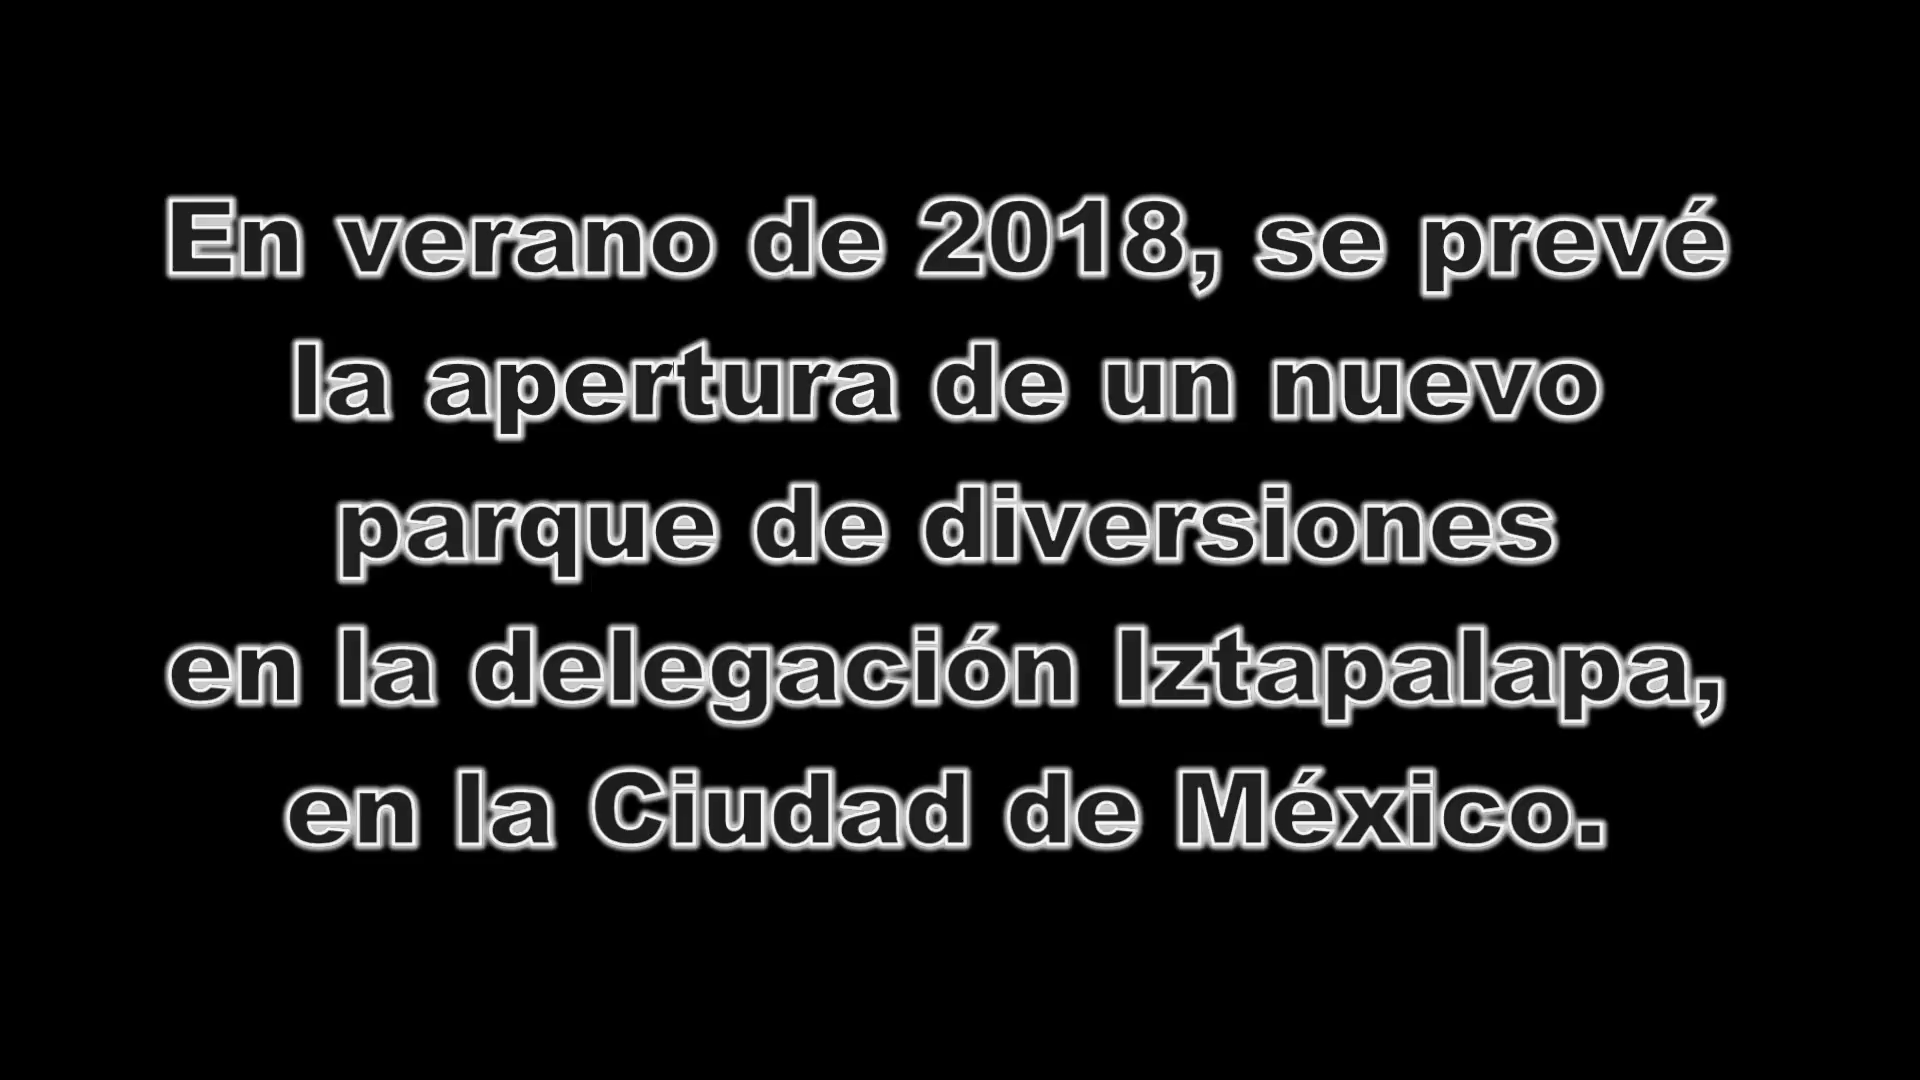 En verano de 2018, se prevé
la apertura de un nuevo
parque de diversiones
en la delegación Iztapalapa,
en la Ciudad de México.